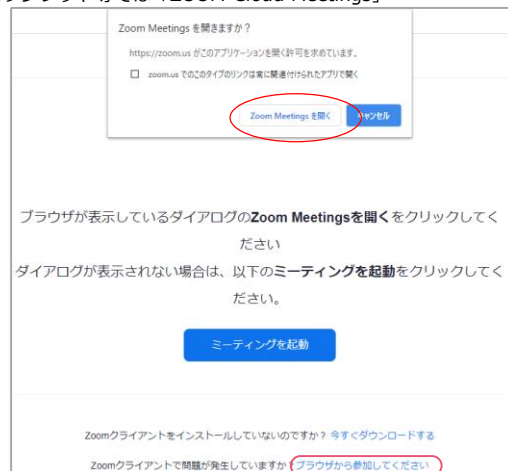 では「ZOOM Cloud Meetings」
Zoom Meetings を開きますか？
https://zoom.us がこのアプリケーションを開く許可を求めています。
zoom.us でのこのタイプのリンクは常に関連付けられたアプリで開く
Zoom Meetings を開く キャンセル
ブラウザが表示しているダイアログのZoom Meetingsを開くをクリックしてく
ださい
ダイアログが表示されない場合は、以下のミーティングを起動をクリックしてく
ださい。
ミーティングを起動
Zoomクライアントをインストールしていないのですか？ 今すぐダウンロードする
Zoomクライアントで問題が発生していますか？ ブラウザから参加してください